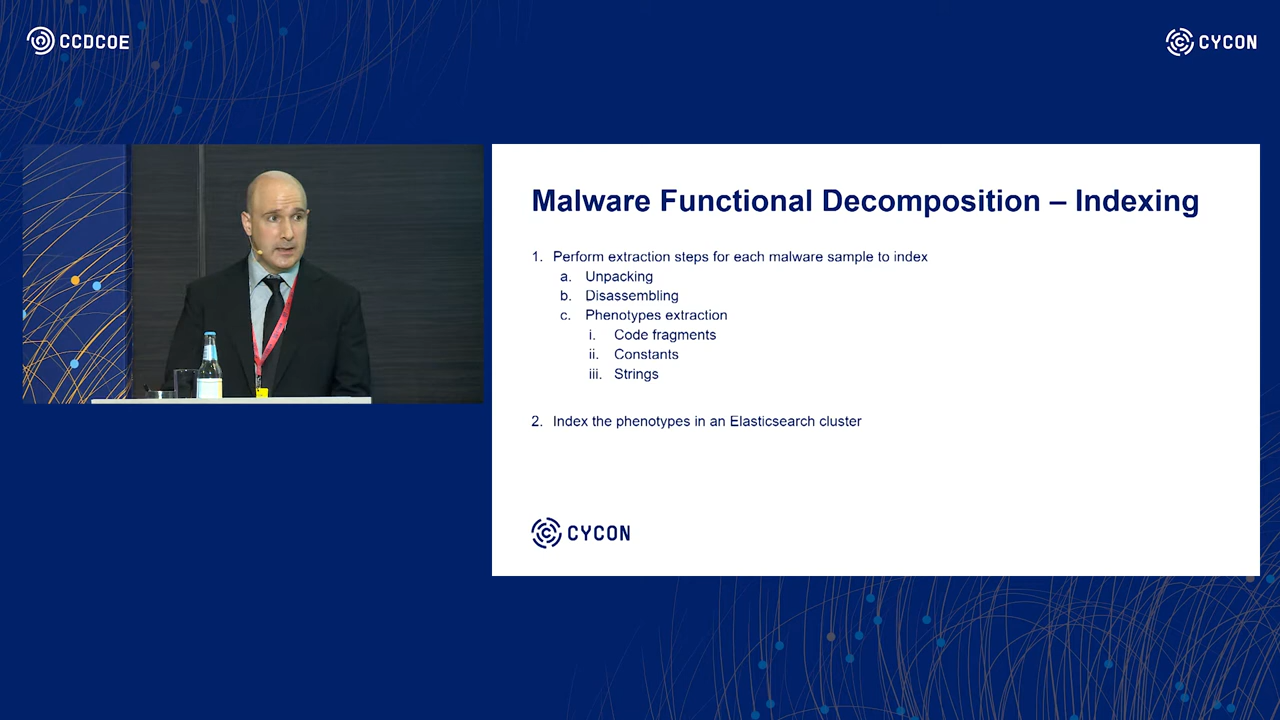 CCDCOE
CYCON
Malware Functional Decomposition – Indexing
1. Perform extraction steps for each malware sample to index
a. Unpacking
b. Disassembling
c. Phenotypes extraction
i. Code fragments
ii. Constants
iii. Strings
2. Index the phenotypes in an Elasticsearch cluster
CYCON